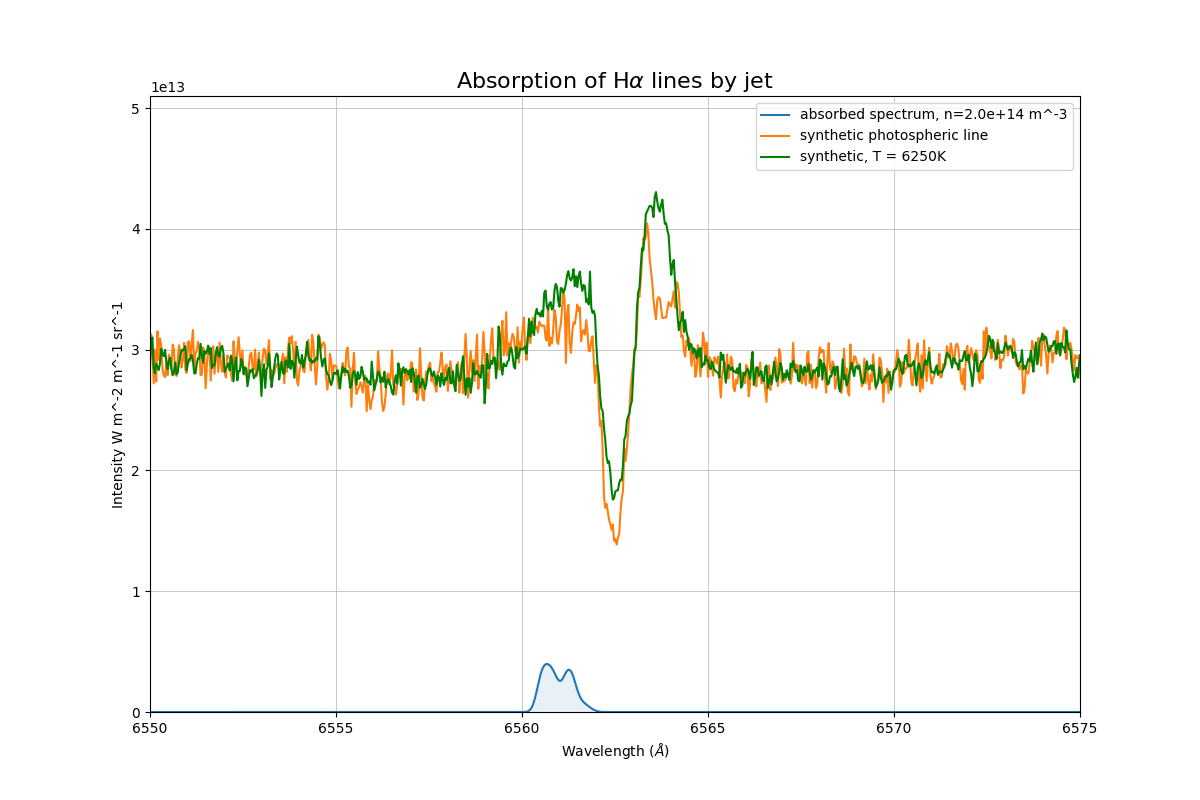 Absorption of Hα lines by jet
1e13
absorbed spectrum, n=2.0e+14 m^-3
synthetic photospheric line
synthetic, T = 6250K
5
4
3
2
1
0
Intensity W m^-2 m^-1 sr^-1
6550 6555 6560 6565 6570 6575
Wavelength (Å)